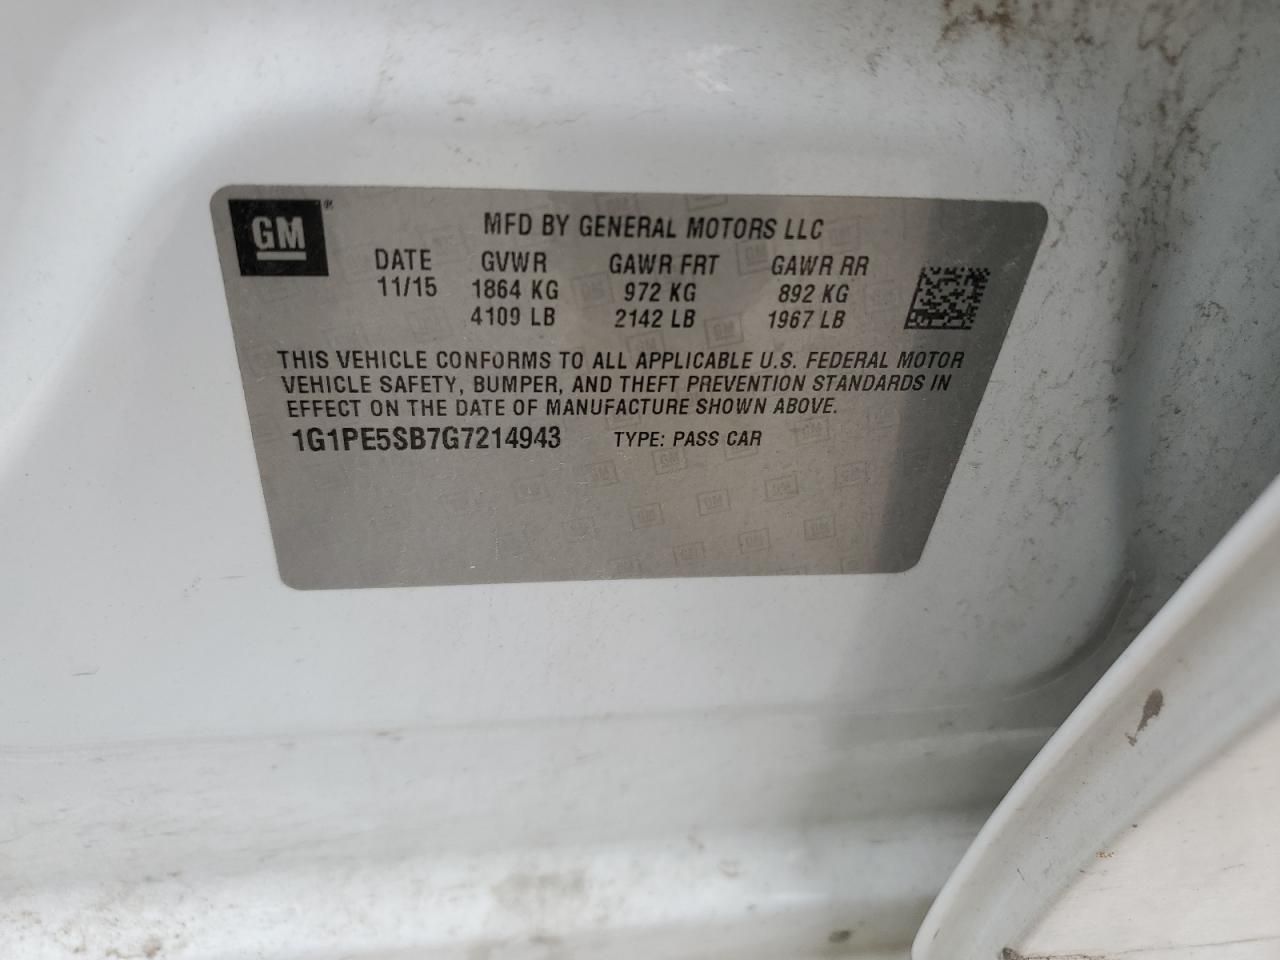 GM®
MFD BY GENERAL MOTORS LLC
DATE GVWR GAWR FRT GAWR RR
11/15 1864 KG 972 KG 892 KG
4109 LB 2142 LB 1967 LB
THIS VEHICLE CONFORMS TO ALL APPLICABLE U.S. FEDERAL MOTOR
VEHICLE SAFETY, BUMPER, AND THEFT PREVENTION STANDARDS IN
EFFECT ON THE DATE OF MANUFACTURE SHOWN ABOVE.
1G1PE5SB7G7214943 TYPE: PASS CAR